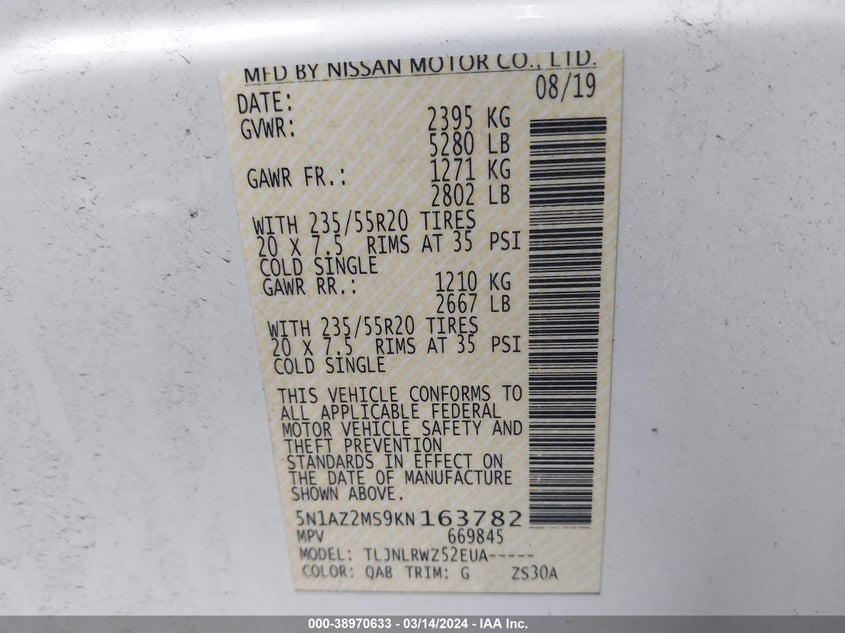 MFD BY NISSAN MOTOR CO., LTD.
DATE: 08/19
GVWR: 2395 KG
5280 LB
GAWR FR.: 1271 KG
2802 LB
WITH 235/55R20 TIRES
20 X 7.5 RIMS AT 35 PSI
COLD SINGLE
GAWR RR.: 1210 KG
2667 LB
WITH 235/55R20 TIRES
20 X 7.5 RIMS AT 35 PSI
COLD SINGLE
THIS VEHICLE CONFORMS TO
ALL APPLICABLE FEDERAL
MOTOR VEHICLE SAFETY AND
THEFT PREVENTION
STANDARDS IN EFFECT ON
THE DATE OF MANUFACTURE
SHOWN ABOVE.
5N1AZ2MS9KN163782
MPV 669845
MODEL: TLJNLRWZ52EUA-----
COLOR: QAB TRIM: G ZS30A
000-38970633 - 03/14/2024 - IAA Inc.